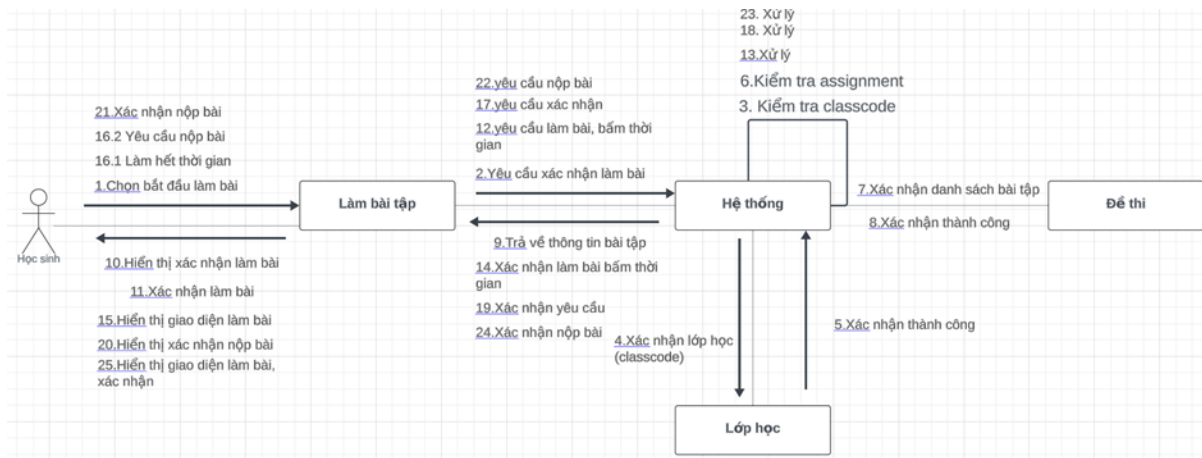 23. Xử lý
18. Xử lý
13.Xử lý
6.Kiểm tra assignment
3. Kiểm tra classcode
22.yêu cầu nộp bài
17.yêu cầu xác nhận
12.yêu cầu làm bài, bấm thời
gian
2.Yêu cầu xác nhận làm bài
21.Xác nhận nộp bài
16.2 Yêu cầu nộp bài
16.1 Làm hết thời gian
1.Chọn bắt đầu làm bài
Học sinh
Làm bài tập
Hệ thống
7.Xác nhận danh sách bài tập
8.Xác nhận thành công
Đề thi
10.Hiển thị xác nhận làm bài
11.Xác nhận làm bài
15.Hiển thị giao diện làm bài
20.Hiển thị xác nhận nộp bài
25.Hiển thị giao diện làm bài,
xác nhận
9.Trả về thông tin bài tập
14.Xác nhận làm bài bấm thời
gian
19.Xác nhận yêu cầu
24.Xác nhận nộp bài
4.Xác nhận lớp học
(classcode)
5.Xác nhận thành công
Lớp học